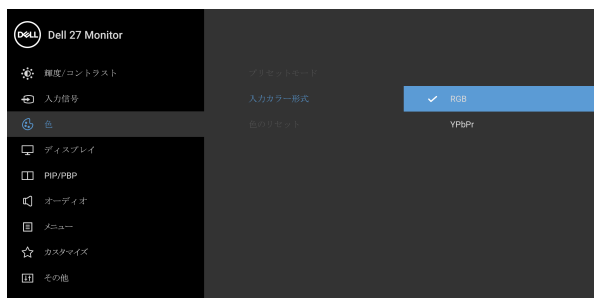 DELL
Dell 27 Monitor
輝度/コントラスト
プリセットモード
入力信号
入力カラー形式
RGB
色
色のリセット
YPbPr
ディスプレイ
PIP/PBP
オーディオ
メニュー
カスタマイズ
その他